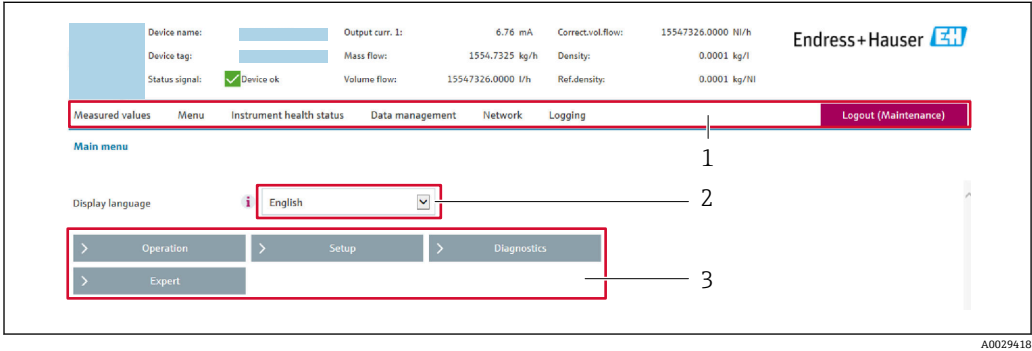 Device name: Output curr. 1: 6.76 mA Correct.vol.flow: 15547326.0000 Nl/h
Endress+Hauser EH
Device tag: Mass flow: 1554.7325 kg/h Density: 0.0001 kg/l
Status signal: Device ok Volume flow: 15547326.0000 l/h Ref.density: 0.0001 kg/Nl
Measured values Menu Instrument health status Data management Network Logging Logout (Maintenance)
1
Main menu
Display language i English
2
> Operation > Setup > Diagnostics
> Expert
3
A0029418